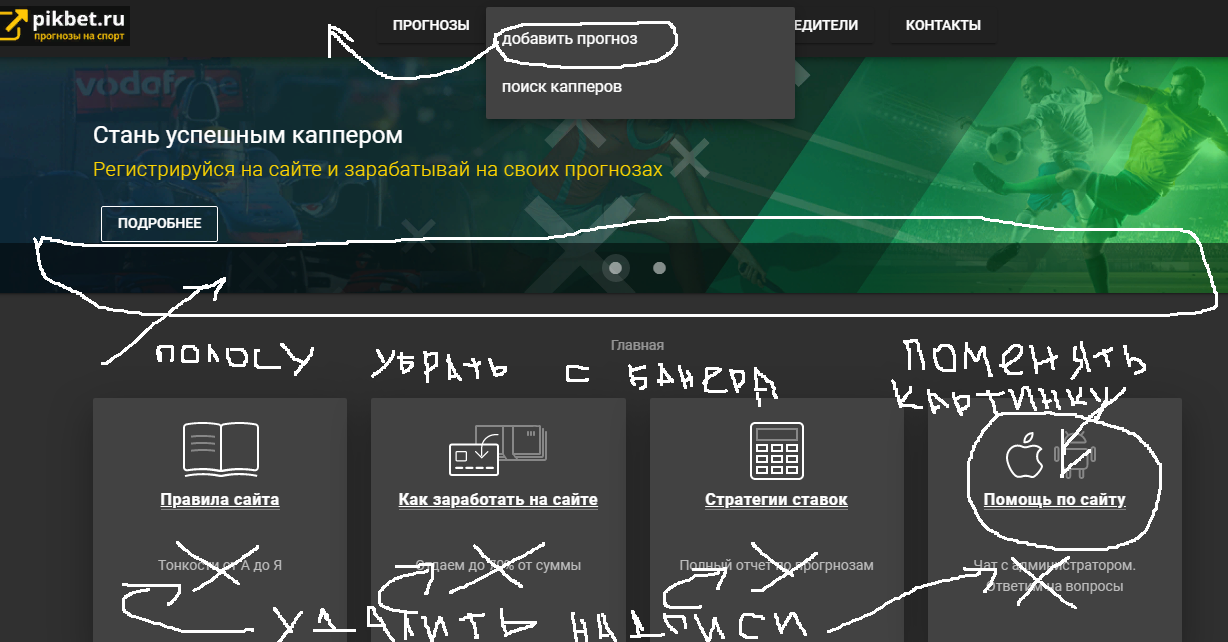 pikbet.ru
прогнозы на спорт
ПРОГНОЗЫ
ЕДИТЕЛИ
КОНТАКТЫ
добавить прогноз
поиск капперов
vodafone
Стань успешным каппером
Регистрируйся на сайте и зарабатывай на своих прогнозах
ПОДРОБНЕЕ
Главная
ПОЛОСУ УБРАТЬ С БАНЕРА
ПОМЕНЯТЬ
КАРТИНКУ
Правила сайта
Как заработать на сайте
Стратегии ставок
Помощь по сайту
Тонкости от А до Я
Отдаем до 70% от суммы
Полный отчет по прогрнозам
Чат с администратором.
Ответим на вопросы
УДАЛИТЬ НАДПИСИ